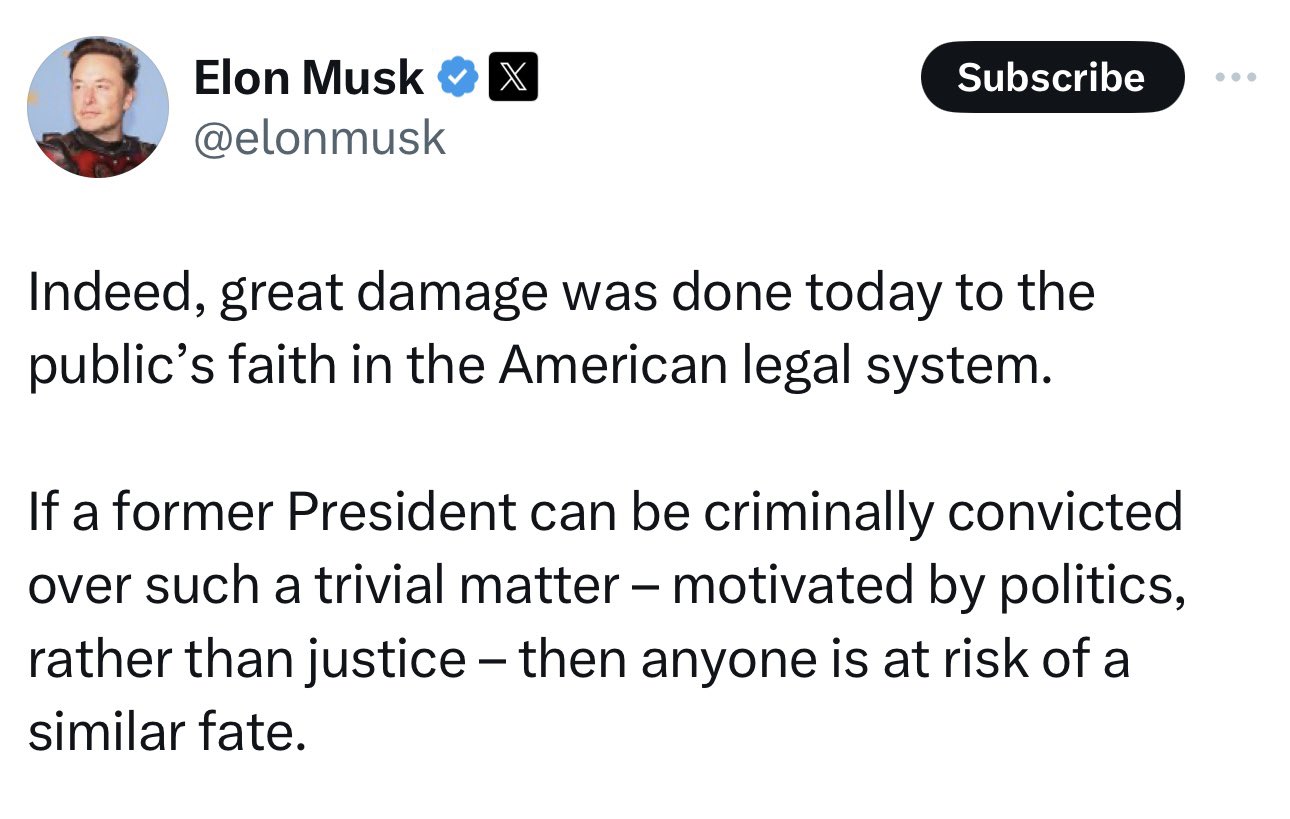 Elon Musk
Subscribe
@elonmusk
Indeed, great damage was done today to the
public’s faith in the American legal system.
If a former President can be criminally convicted
over such a trivial matter – motivated by politics,
rather than justice – then anyone is at risk of a
similar fate.